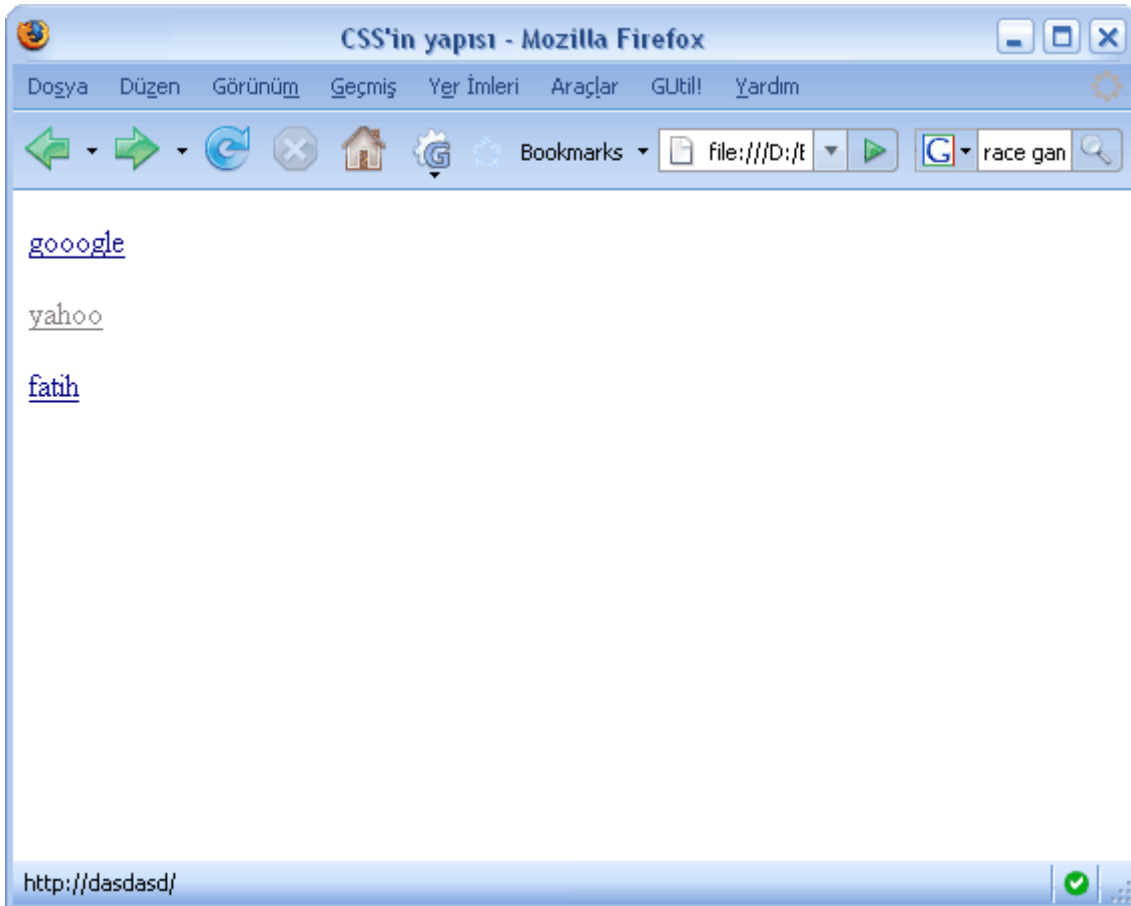 CSS'in yapısı - Mozilla Firefox
Dosya Düzen Görünüm Geçmiş Yer İmleri Araçlar GUtil! Yardım
G Bookmarks file:///D:/E G race gan
gooogle
yahoo
fatih
http://dasdasd/